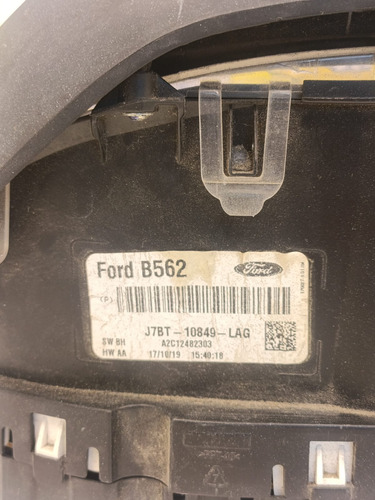 Ford B562
Ford
(P)
J7BT-10849-LAG
SW BH
A2C12482303
HW AA
17/10/19 15:40:18